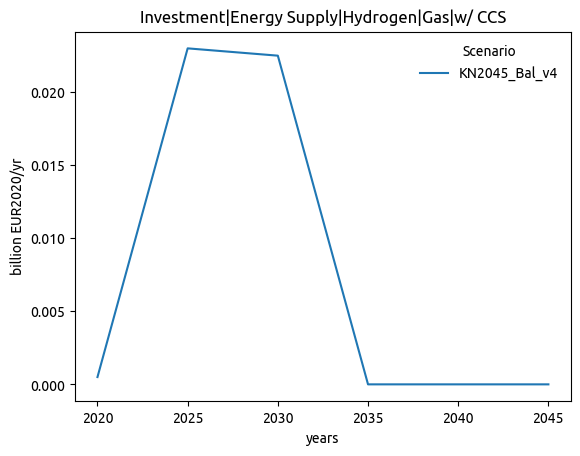 Investment|Energy Supply|Hydrogen|Gas|w/ CCS
Scenario
KN2045_Bal_v4
billion EUR2020/yr
0.020
0.015
0.010
0.005
0.000
2020 2025 2030 2035 2040 2045
years